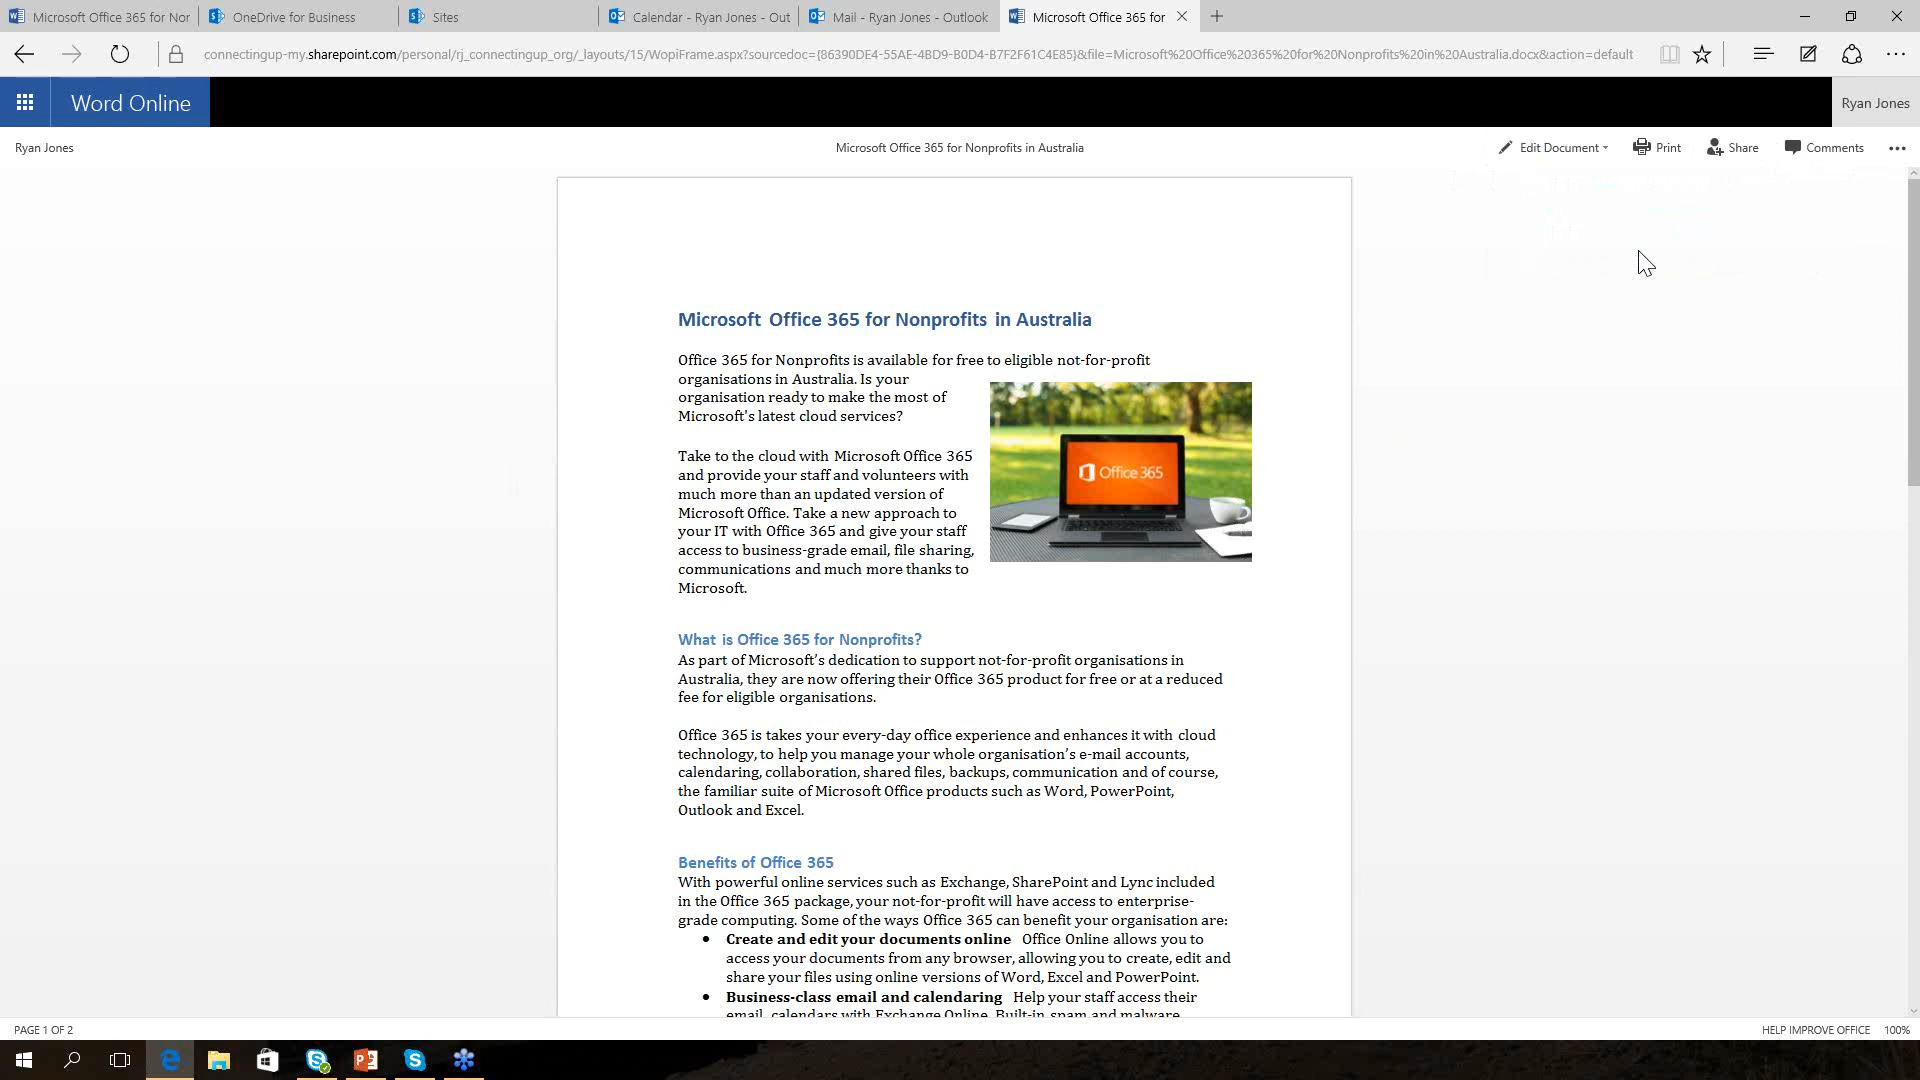 Microsoft Office 365 for Nor
OneDrive for Business
Sites
Calendar - Ryan Jones - Out
Mail - Ryan Jones - Outlook
Microsoft Office 365 for
connectingup-my.sharepoint.com/personal/rj_connectingup_org/_layouts/15/WopiFrame.aspx?sourcedoc={86390DE4-55AE-4BD9-B0D4-B7F2F61C4E85}&file=Microsoft%20Office%20365%20for%20Nonprofits%20in%20Australia.docx&action=default
Word Online
Ryan Jones
Ryan Jones
Microsoft Office 365 for Nonprofits in Australia
Edit Document
Print
Share
Comments
Microsoft Office 365 for Nonprofits in Australia
Office 365 for Nonprofits is available for free to eligible not-for-profit
organisations in Australia. Is your
organisation ready to make the most of
Microsoft's latest cloud services?
Office 365
Take to the cloud with Microsoft Office 365
and provide your staff and volunteers with
much more than an updated version of
Microsoft Office. Take a new approach to
your IT with Office 365 and give your staff
access to business-grade email, file sharing,
communications and much more thanks to
Microsoft.
What is Office 365 for Nonprofits?
As part of Microsoft’s dedication to support not-for-profit organisations in
Australia, they are now offering their Office 365 product for free or at a reduced
fee for eligible organisations.
Office 365 is takes your every-day office experience and enhances it with cloud
technology, to help you manage your whole organisation’s e-mail accounts,
calendaring, collaboration, shared files, backups, communication and of course,
the familiar suite of Microsoft Office products such as Word, PowerPoint,
Outlook and Excel.
Benefits of Office 365
With powerful online services such as Exchange, SharePoint and Lync included
in the Office 365 package, your not-for-profit will have access to enterprise-
grade computing. Some of the ways Office 365 can benefit your organisation are:
• Create and edit your documents online Office Online allows you to
access your documents from any browser, allowing you to create, edit and
share your files using online versions of Word, Excel and PowerPoint.
• Business-class email and calendaring Help your staff access their
email, calendars with Exchange Online. Built-in spam and malware
PAGE 1 OF 2
HELP IMPROVE OFFICE
100%